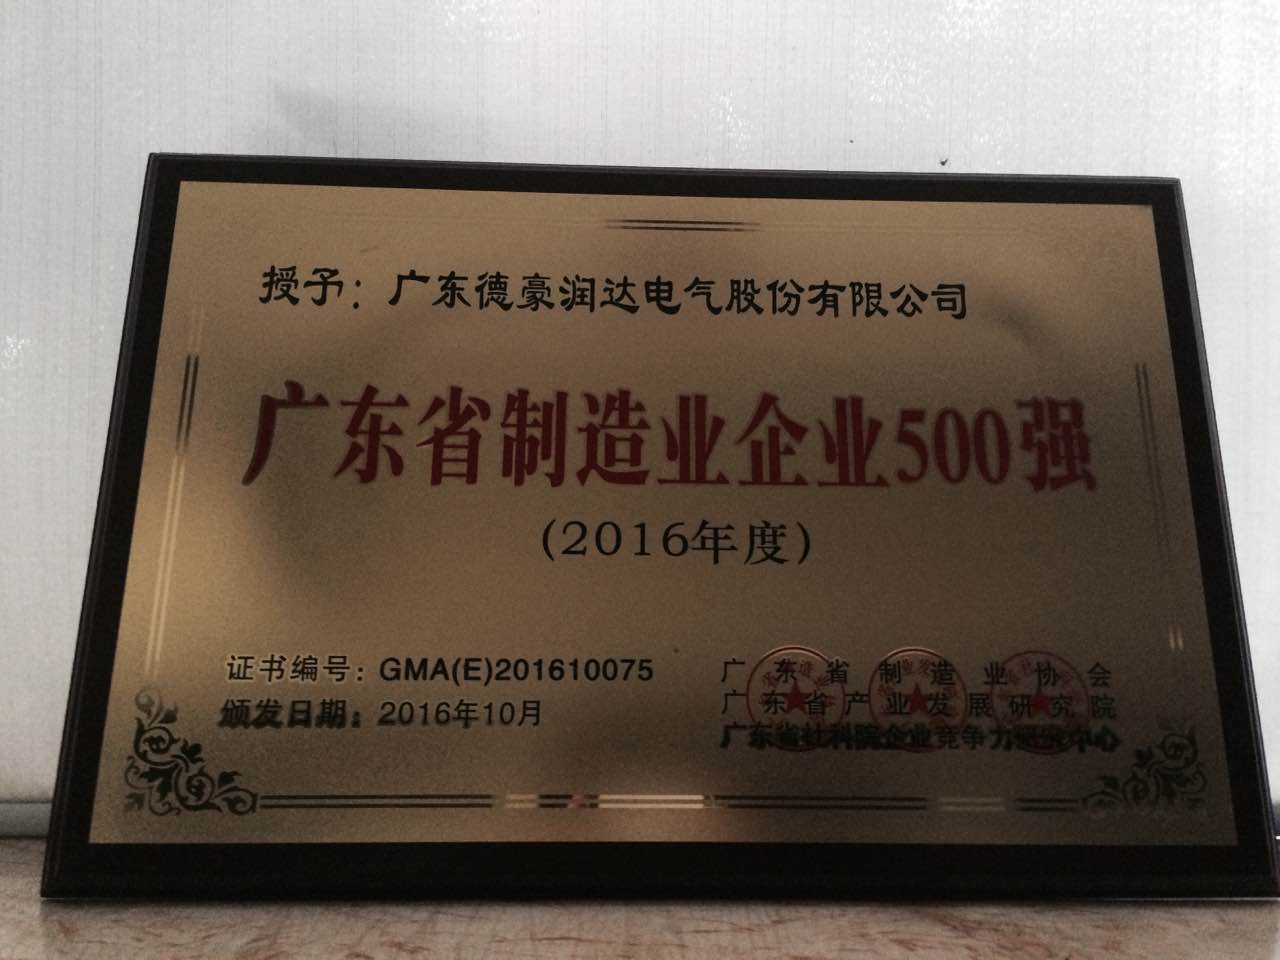 授予：广东德豪润达电气股份有限公司
广东省制造业企业500强
(2016年度)
证书编号：GMA(E)201610075
颁发日期：2016年10月
广东省制造业协会
广东省产业发展研究院
广东省社科院企业竞争力研究中心